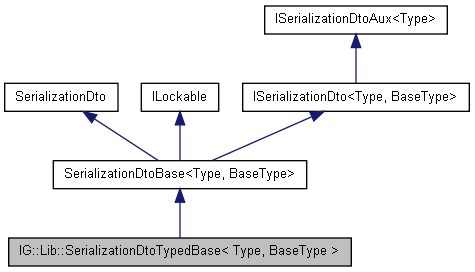 ISerializationDtoAux<Type>
SerializationDto
ILockable
ISerializationDto<Type, BaseType>
SerializationDtoBase<Type, BaseType>
IG::Lib::SerializationDtoTypedBase< Type, BaseType >